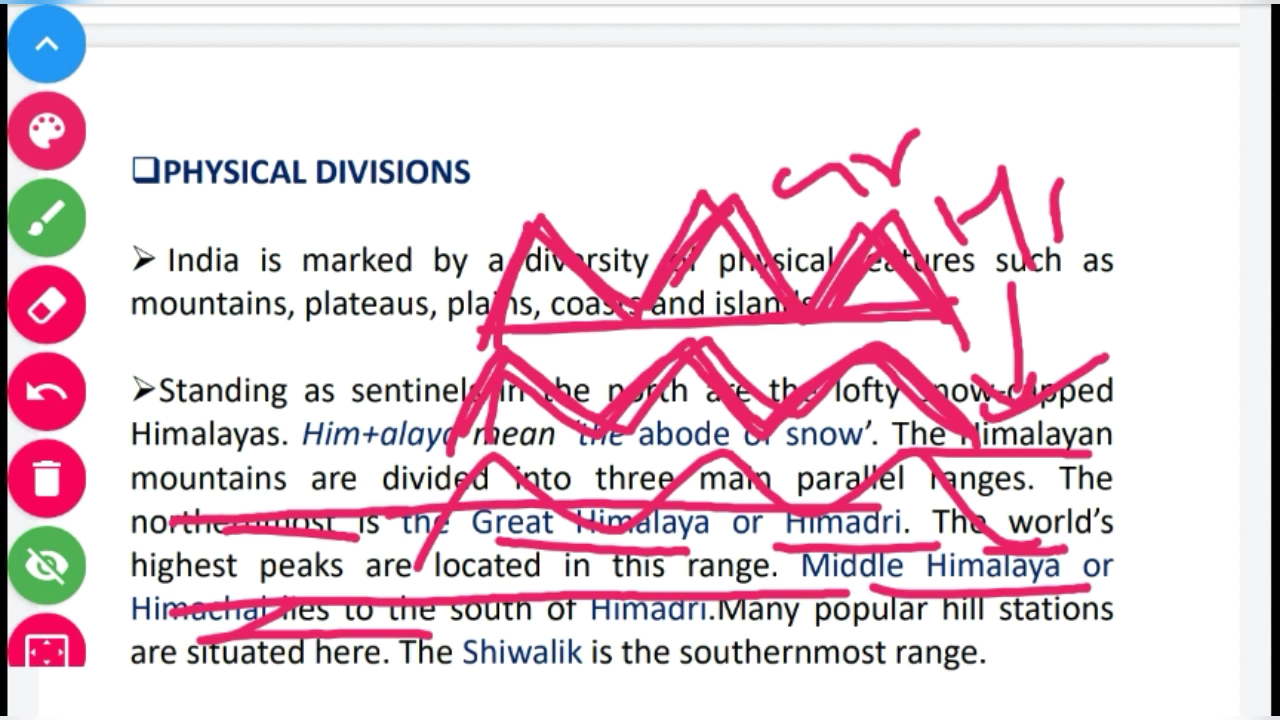 ❑PHYSICAL DIVISIONS
➢ India is marked by a diversity of physical features such as
mountains, plateaus, plains, coasts and islands
➢Standing as sentinels in the north are the lofty snow-capped
Himalayas. Him+alaya mean 'the abode of snow'. The Himalayan
mountains are divided into three main parallel ranges. The
northernmost is the Great Himalaya or Himadri. The world's
highest peaks are located in this range. Middle Himalaya or
Himachal lies to the south of Himadri.Many popular hill stations
are situated here. The Shiwalik is the southernmost range.